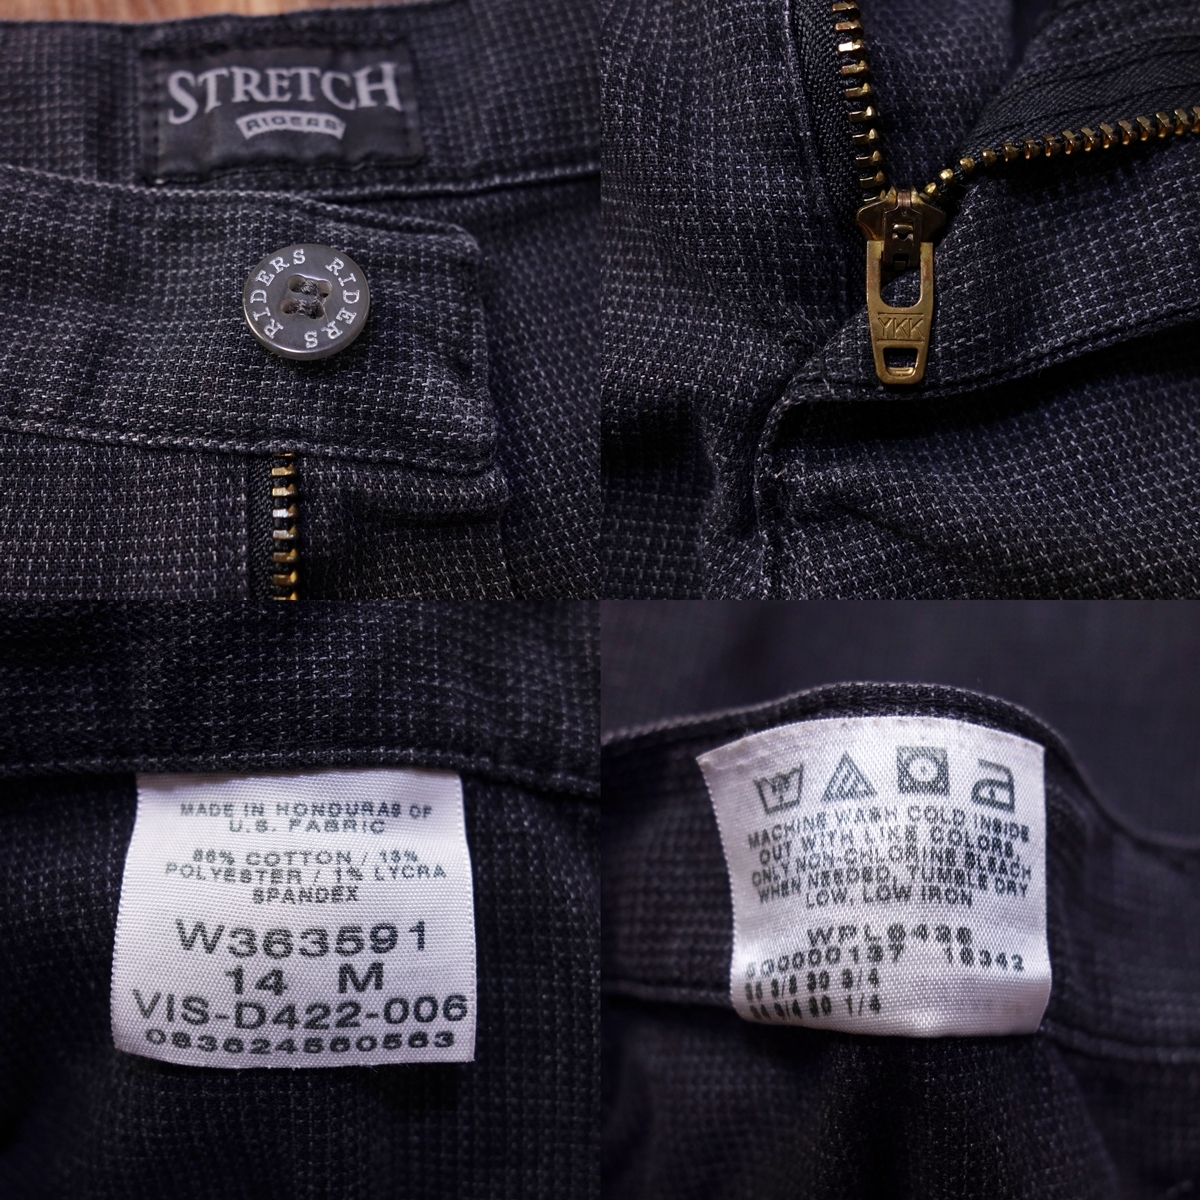 STRETCH
RIDERS
RIDERS RIDERS
YKK
MADE IN HONDURAS OF
U.S. FABRIC
86% COTTON / 13%
POLYESTER / 1% LYCRA
SPANDEX
W363591
14 M
VIS-D422-006
083624560563
a
MACHINE WASH COLD INSIDE
OUT WITH LIKE COLORS,
ONLY NON-CHLORINE BLEACH
WHEN NEEDED, TUMBLE DRY
LOW, LOW IRON
18342